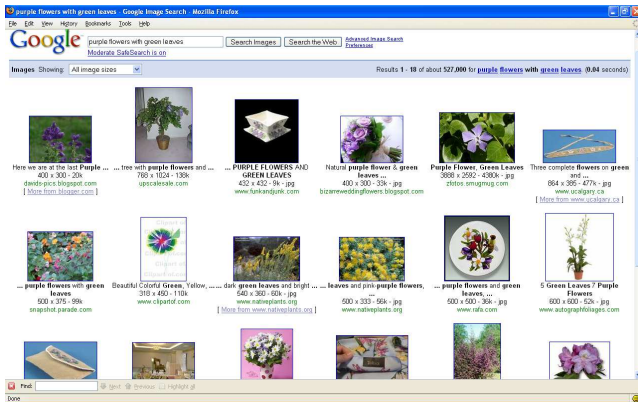 purple flowers with green leaves - Google Image Search - Mozilla Firefox
File Edit View History Bookmarks Tools Help
Google
purple flowers with green leaves
Search Images
Search the Web
Advanced Image Search
Preferences
Moderate SafeSearch is on
Images Showing: All image sizes
Results 1 - 18 of about 527,000 for purple flowers with green leaves. (0.04 seconds)
Here we are at the last Purple ...
400 x 300 - 20k
davids-pics.blogspot.com
[ More from blogger.com ]
... tree with purple flowers and ...
768 x 1024 - 138k
upscalesale.com
... PURPLE FLOWERS AND
GREEN LEAVES
432 x 432 - 9k - jpg
www.funkandjunk.com
Natural purple flower & green
leaves ...
400 x 300 - 33k - jpg
bizarreweddingflowers.blogspot.com
Purple Flower, Green Leaves
3888 x 2592 - 4380k - jpg
zfotos.smugmug.com
Three complete flowers on green
and ...
864 x 385 - 477k - jpg
www.ucalgary.ca
[ More from www.ucalgary.ca ]
... purple flowers with green
leaves
500 x 375 - 99k
snapshot.parade.com
Beautiful Colorful Green, Yellow, ...
318 x 450 - 110k
www.clipartof.com
... dark green leaves and bright ...
540 x 360 - 60k - jpg
www.nativeplants.org
[ More from www.nativeplants.org ]
... leaves and pink-purple flowers,
...
500 x 333 - 56k - jpg
www.nativeplants.org
... purple flowers and green
leaves, ...
500 x 500 - 36k - jpg
www.rafa.com
5 Green Leaves 7 Purple
Flowers
600 x 600 - 52k - jpg
www.autographfoliages.com
Find:
Next
Previous
Highlight all
Done